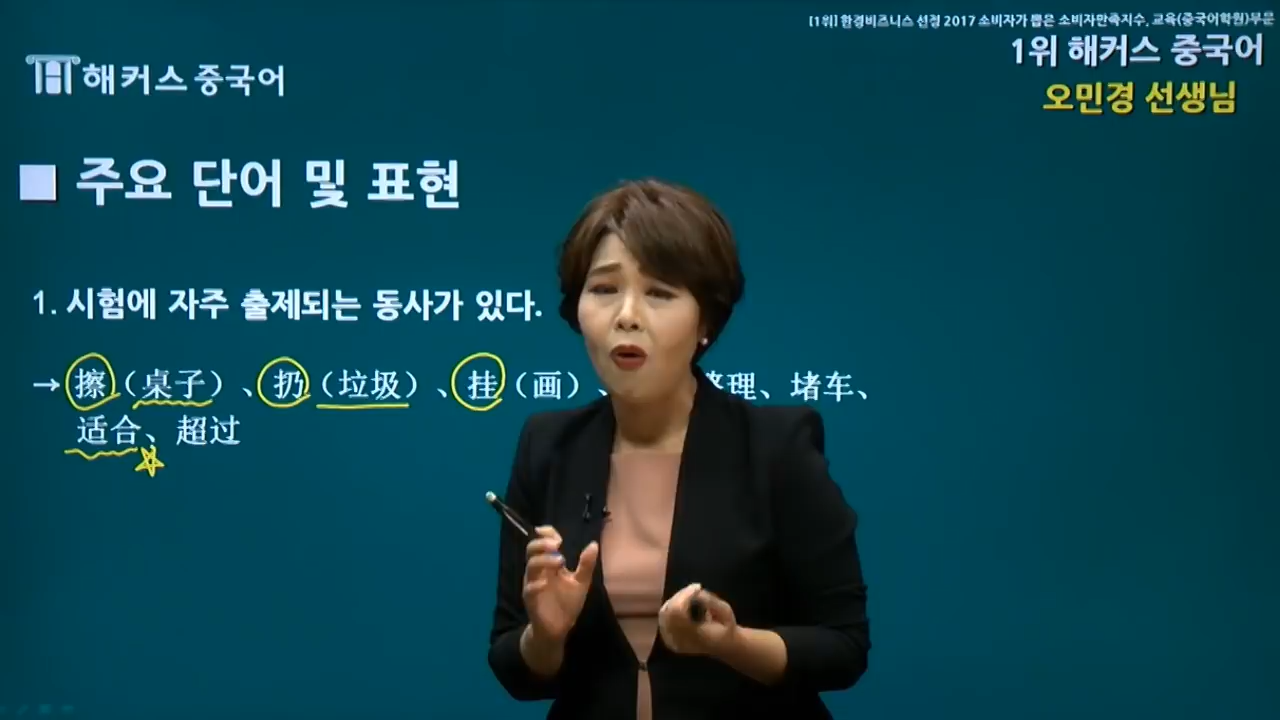 [1위] 한경비즈니스 선정 2017 소비자가 뽑은 소비자만족지수, 교육(중국어학원)부문
1위 해커스 중국어
오민경 선생님
해커스 중국어
주요 단어 및 표현
1. 시험에 자주 출제되는 동사가 있다.
→ 擦（桌子）、扔（垃圾）、挂（画）、 理、堵车、
适合、超过